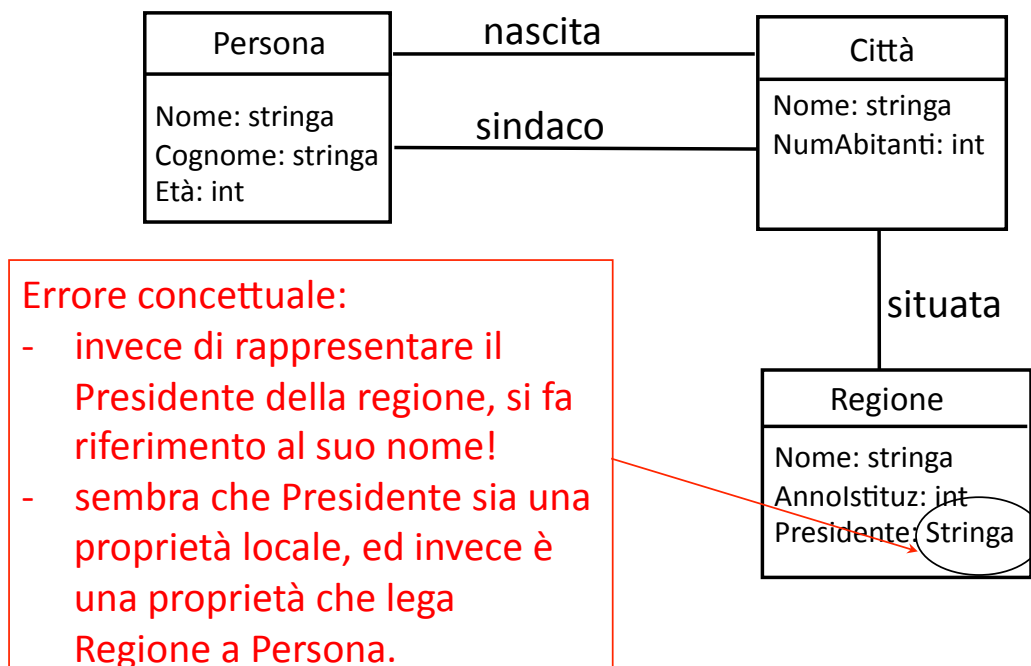 Persona
Nome: stringa
Cognome: stringa
Età: int
nascita
sindaco
Città
Nome: stringa
NumAbitanti: int
situata
Regione
Nome: stringa
AnnoIstituz: int
Presidente: Stringa
Errore concettuale:
- invece di rappresentare il
Presidente della regione, si fa
riferimento al suo nome!
- sembra che Presidente sia una
proprietà locale, ed invece è
una proprietà che lega
Regione a Persona.